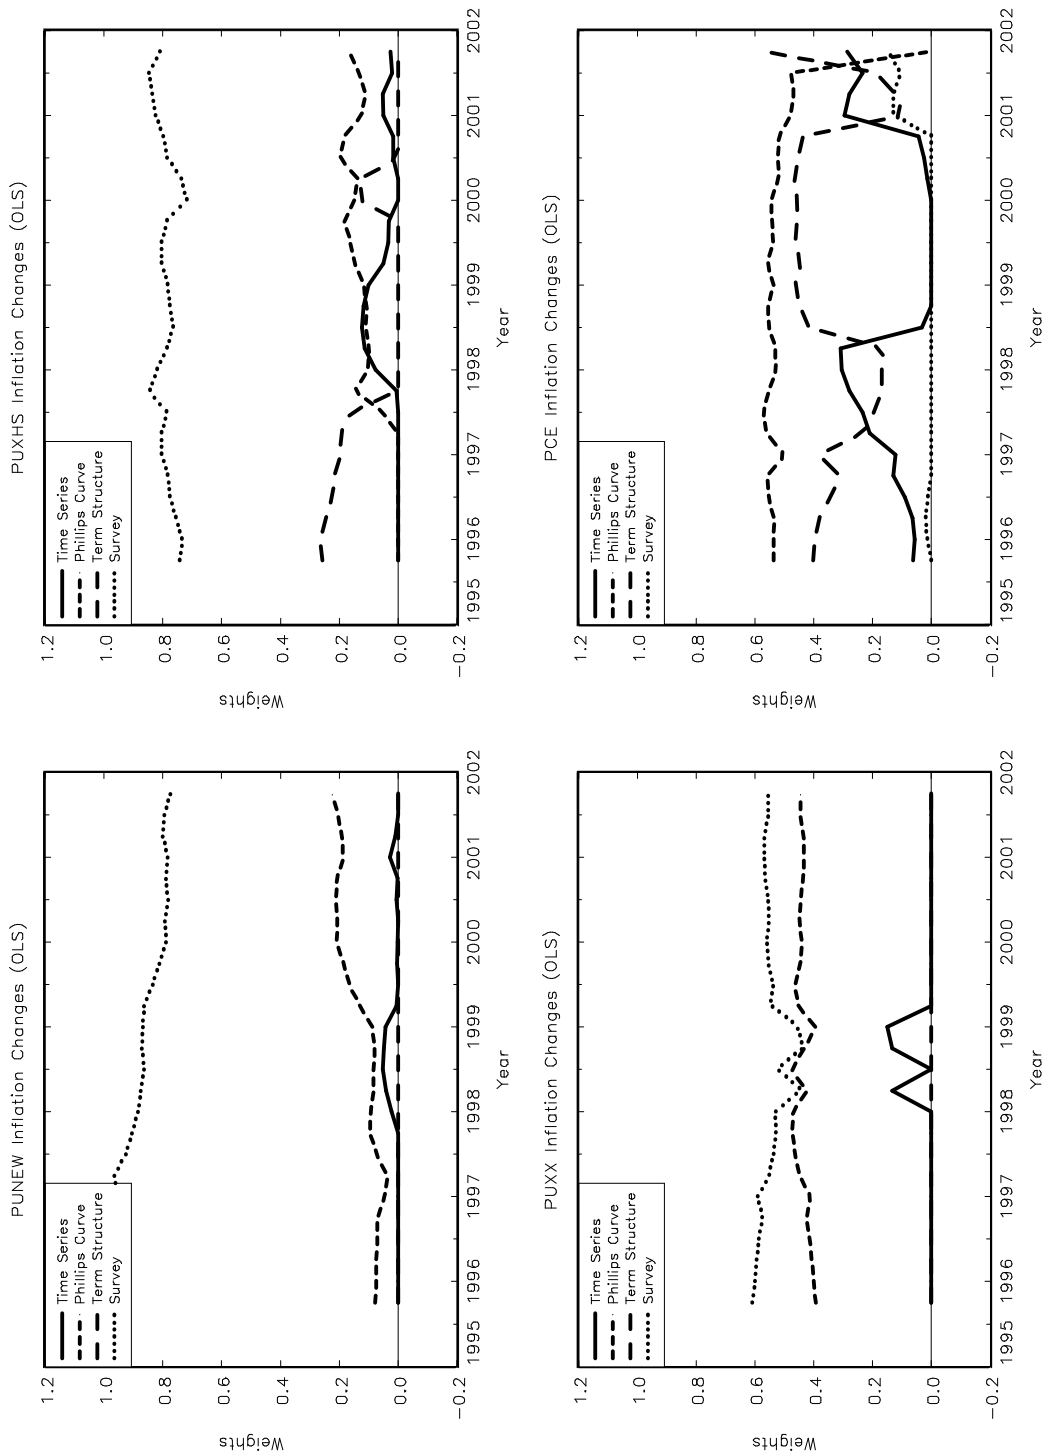 PUNEW Inflation Changes (OLS)
Weights
1.2
1.0
0.8
0.6
0.4
0.2
0.0
−0.2
Time Series
Phillips Curve
Term Structure
Survey
1995
1996
1997
1998
1999
2000
2001
2002
Year
PUXHS Inflation Changes (OLS)
Weights
1.2
1.0
0.8
0.6
0.4
0.2
0.0
−0.2
Time Series
Phillips Curve
Term Structure
Survey
1995
1996
1997
1998
1999
2000
2001
2002
Year
PUXX Inflation Changes (OLS)
Weights
1.2
1.0
0.8
0.6
0.4
0.2
0.0
−0.2
Time Series
Phillips Curve
Term Structure
Survey
1995
1996
1997
1998
1999
2000
2001
2002
Year
PCE Inflation Changes (OLS)
Weights
1.2
1.0
0.8
0.6
0.4
0.2
0.0
−0.2
Time Series
Phillips Curve
Term Structure
Survey
1995
1996
1997
1998
1999
2000
2001
2002
Year